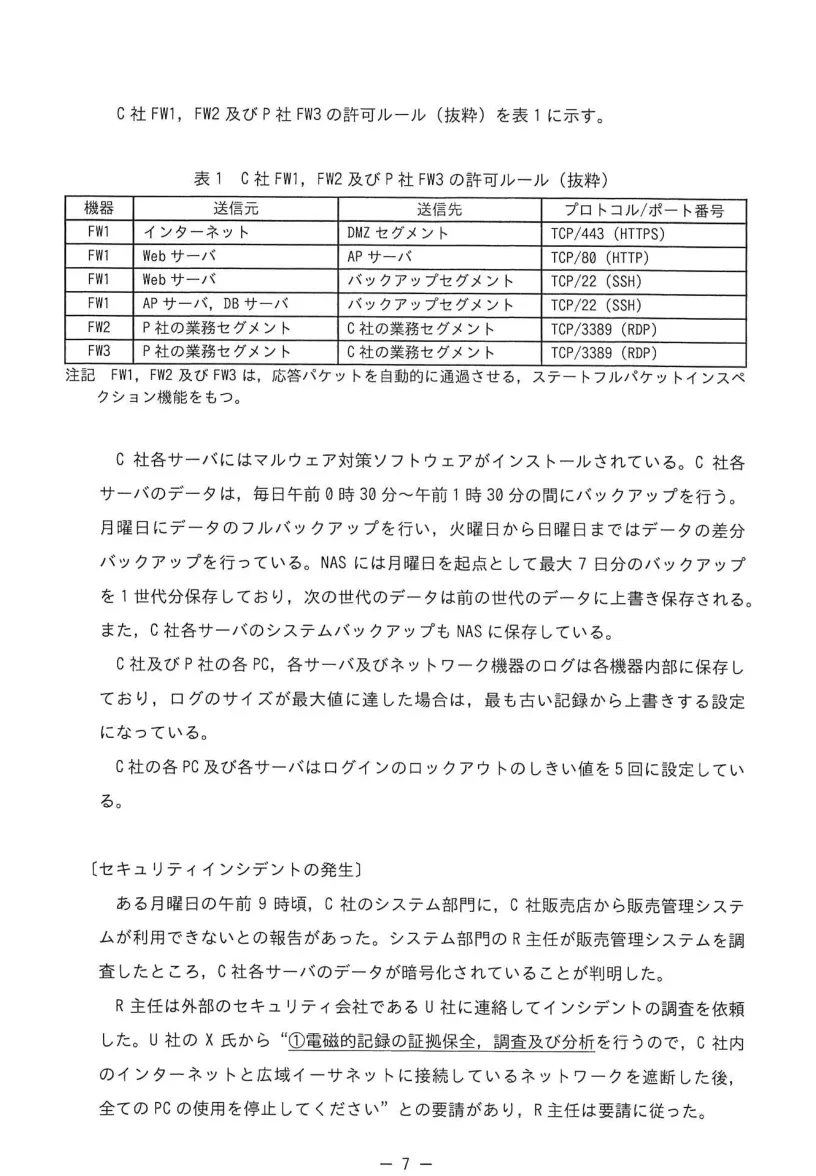 C社FW1，FW2及びP社FW3の許可ルール（抜粋）を表1に示す。
表1　C社FW1，FW2及びP社FW3の許可ルール（抜粋）
機器　送信元　送信先　プロトコル/ポート番号
FW1　インターネット　DMZセグメント　TCP/443（HTTPS）
FW1　Webサーバ　APサーバ　TCP/80（HTTP）
FW1　Webサーバ　バックアップセグメント　TCP/22（SSH）
FW1　APサーバ，DBサーバ　バックアップセグメント　TCP/22（SSH）
FW2　P社の業務セグメント　C社の業務セグメント　TCP/3389（RDP）
FW3　P社の業務セグメント　C社の業務セグメント　TCP/3389（RDP）
注記　FW1，FW2及びFW3は，応答パケットを自動的に通過させる，ステートフルパケットインスペ
クション機能をもつ。
C社各サーバにはマルウェア対策ソフトウェアがインストールされている。C社各
サーバのデータは，毎日午前0時30分～午前1時30分の間にバックアップを行う。
月曜日にデータのフルバックアップを行い，火曜日から日曜日まではデータの差分
バックアップを行っている。NASには月曜日を起点として最大7日分のバックアップ
を1世代分保存しており，次の世代のデータは前の世代のデータに上書き保存される。
また，C社各サーバのシステムバックアップもNASに保存している。
C社及びP社の各PC，各サーバ及びネットワーク機器のログは各機器内部に保存し
ており，ログのサイズが最大値に達した場合は，最も古い記録から上書きする設定
になっている。
C社の各PC及び各サーバはログインのロックアウトのしきい値を5回に設定してい
る。
〔セキュリティインシデントの発生〕
ある月曜日の午前9時頃，C社のシステム部門に，C社販売店から販売管理システ
ムが利用できないとの報告があった。システム部門のR主任が販売管理システムを調
査したところ，C社各サーバのデータが暗号化されていることが判明した。
R主任は外部のセキュリティ会社であるU社に連絡してインシデントの調査を依頼
した。U社のX氏から“①電磁的記録の証拠保全，調査及び分析を行うので，C社内
のインターネットと広域イーサネットに接続しているネットワークを遮断した後，
全てのPCの使用を停止してください”との要請があり，R主任は要請に従った。
－ 7 －